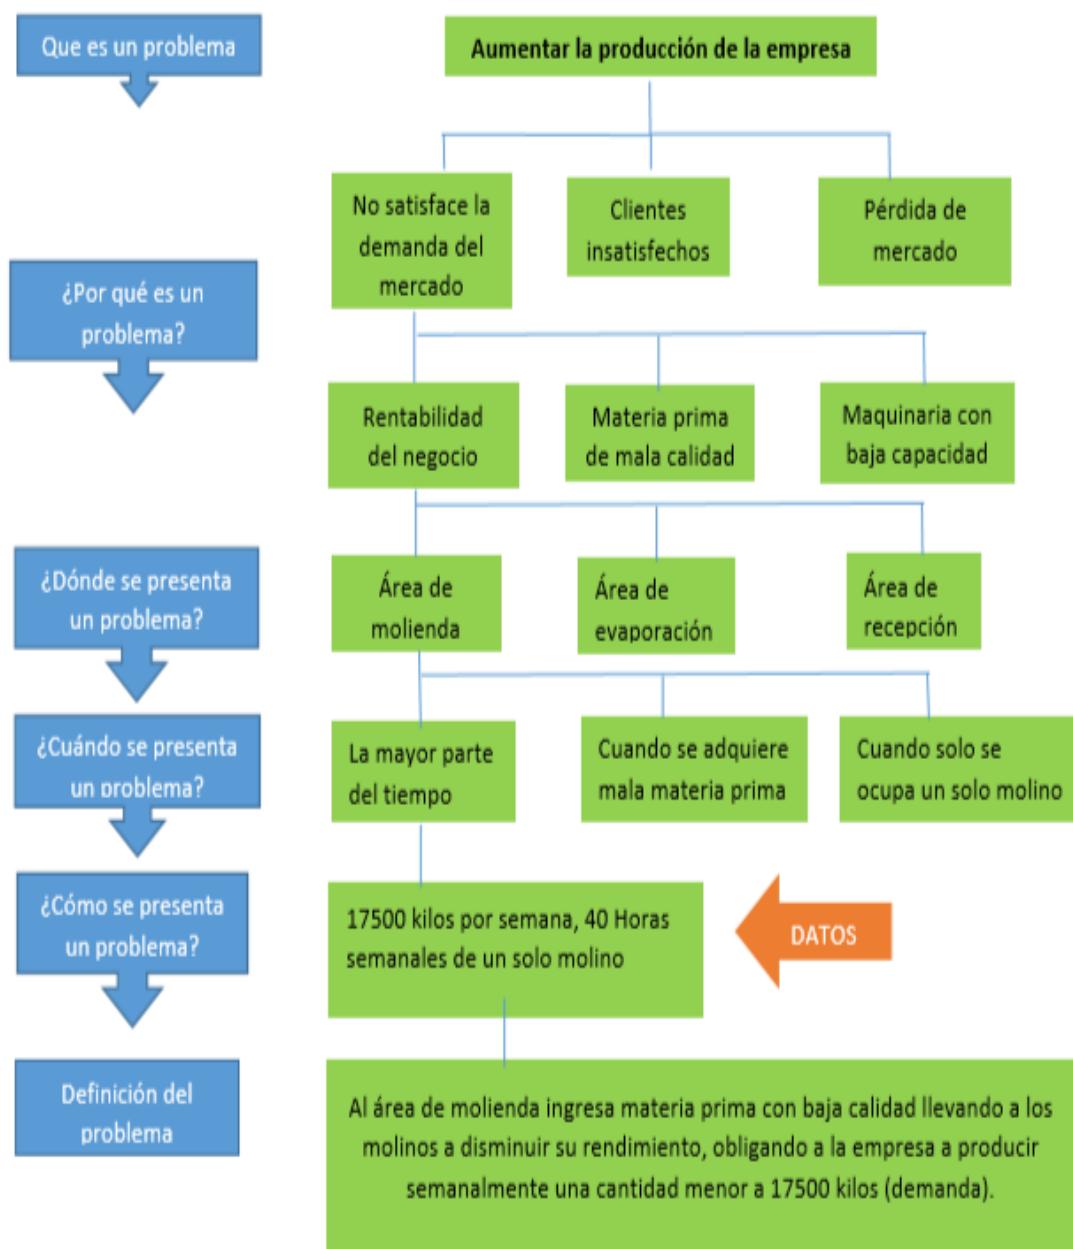 Que es un problema
Aumentar la producción de la empresa
No satisface la
demanda del
mercado
Clientes
insatisfechos
Pérdida de
mercado
¿Por qué es un
problema?
Rentabilidad
del negocio
Materia prima
de mala calidad
Maquinaria con
baja capacidad
¿Dónde se presenta
un problema?
Área de
molienda
Área de
evaporación
Área de
recepción
¿Cuándo se presenta
un problema?
La mayor parte
del tiempo
Cuando se adquiere
mala materia prima
Cuando solo se
ocupa un solo molino
¿Cómo se presenta
un problema?
17500 kilos por semana, 40 Horas
semanales de un solo molino
DATOS
Definición del
problema
Al área de molienda ingresa materia prima con baja calidad llevando a los
molinos a disminuir su rendimiento, obligando a la empresa a producir
semanalmente una cantidad menor a 17500 kilos (demanda).